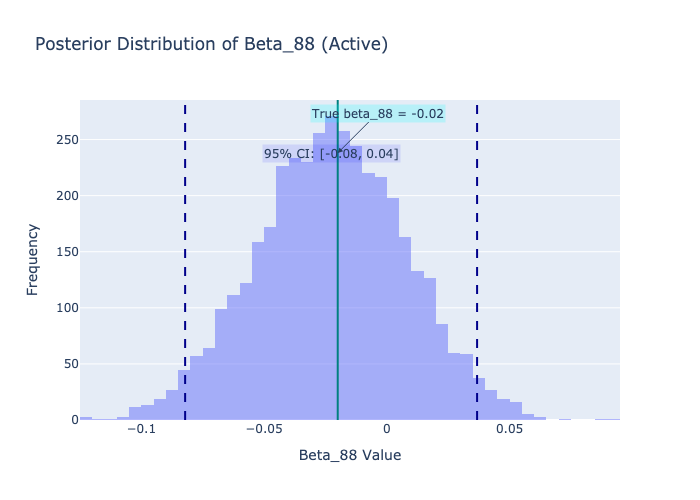 Posterior Distribution of Beta_88 (Active)
True beta_88 = -0.02
95% CI: [-0.08, 0.04]
250
200
150
100
50
0
Frequency
−0.1
−0.05
0
0.05
Beta_88 Value